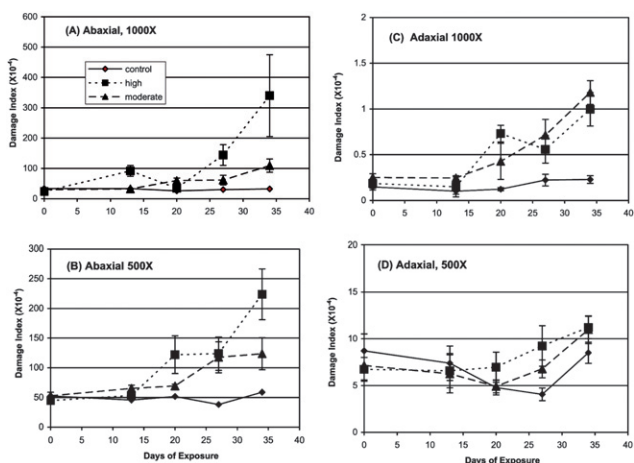 (A) Abaxial, 1000X
control
high
moderate
Damage Index (X10⁻⁴)
600
500
400
300
200
100
0
0 5 10 15 20 25 30 35 40
(C) Adaxial 1000X
Damage Index (X10⁻⁴)
2
1.5
1
0.5
0
0 5 10 15 20 25 30 35 40
(B) Abaxial 500X
Damage Index (X10⁻⁴)
300
250
200
150
100
50
0
0 5 10 15 20 25 30 35 40
Days of Exposure
(D) Adaxial, 500X
Damage Index (X10⁻⁴)
20
15
10
5
0
0 5 10 15 20 25 30 35 40
Days of Exposure